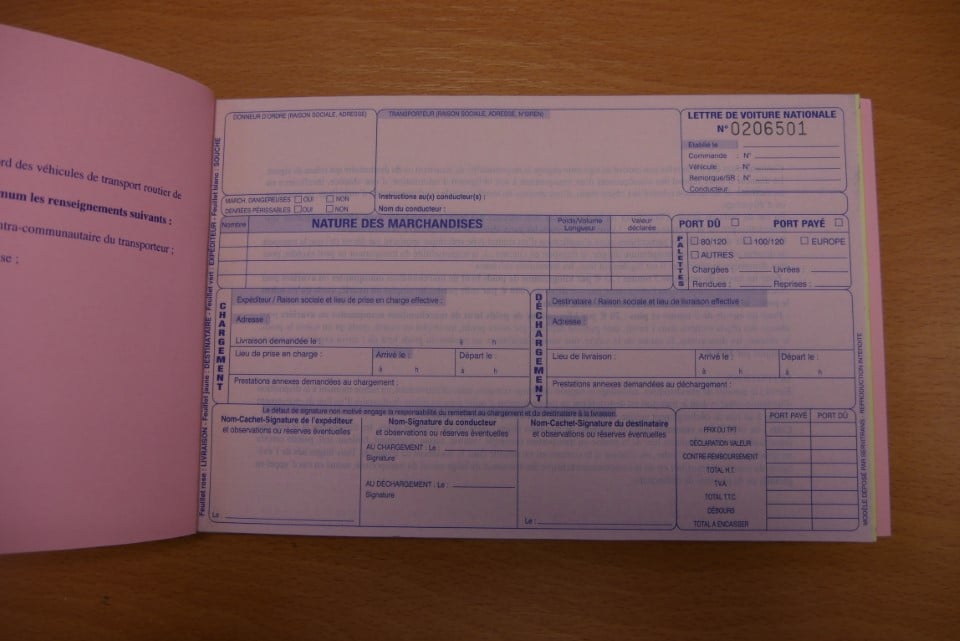 rd des véhicules de transport routier de
mum les renseignements suivants :
ntra-communautaire du transporteur ;
se ;
Feuillet rose : LIVRAISON - Feuillet jaune : DESTINATAIRE - Feuillet vert : EXPÉDITEUR - Feuillet blanc : SOUCHE
DONNEUR D'ORDRE (RAISON SOCIALE, ADRESSE)
TRANSPORTEUR (RAISON SOCIALE, ADRESSE, N°SIREN)
LETTRE DE VOITURE NATIONALE
N° 0206501
Etablie le
Commande : N°
Véhicule : N°
Remorque/SR : N°
Conducteur
MARCH. DANGEREUSES OUI NON
DENRÉES PÉRISSABLES OUI NON
Instructions au(x) conducteur(s) :
Nom du conducteur :
Nombre
NATURE DES MARCHANDISES
Poids/Volume
Longueur
Valeur
déclarée
PORT DÛ PORT PAYÉ
PALETTES
80/120 100/120 EUROPE
AUTRES
Chargées : Livrées :
Rendues : Reprises :
CHARGEMENT
Expéditeur / Raison sociale et lieu de prise en charge effective :
Adresse :
Livraison demandée le : à h
Lieu de prise en charge : Arrivé le : Départ le :
à h à h
Prestations annexes demandées au chargement :
DÉCHARGEMENT
Destinataire / Raison sociale et lieu de livraison effective :
Adresse :
Lieu de livraison : Arrivé le : Départ le :
à h à h
Prestations annexes demandées au déchargement :
Le défaut de signature non motivé engage la responsabilité du remettant au chargement et du destinataire à la livraison.
Nom-Cachet-Signature de l'expéditeur
et observations ou réserves éventuelles
Le :
Nom-Signature du conducteur
et observations ou réserves éventuelles
AU CHARGEMENT : Le
Signature
AU DÉCHARGEMENT : Le :
Signature
Nom-Cachet-Signature du destinataire
et observations ou réserves éventuelles
Le :
PORT PAYÉ PORT DÛ
PRIX DU TPT
DÉCLARATION VALEUR
CONTRE REMBOURSEMENT
TOTAL H.T.
TVA
TOTAL T.T.C.
DÉBOURS
TOTAL A ENCAISSER
MODÈLE DÉPOSÉ PAR SERNITRANS - REPRODUCTION INTERDITE